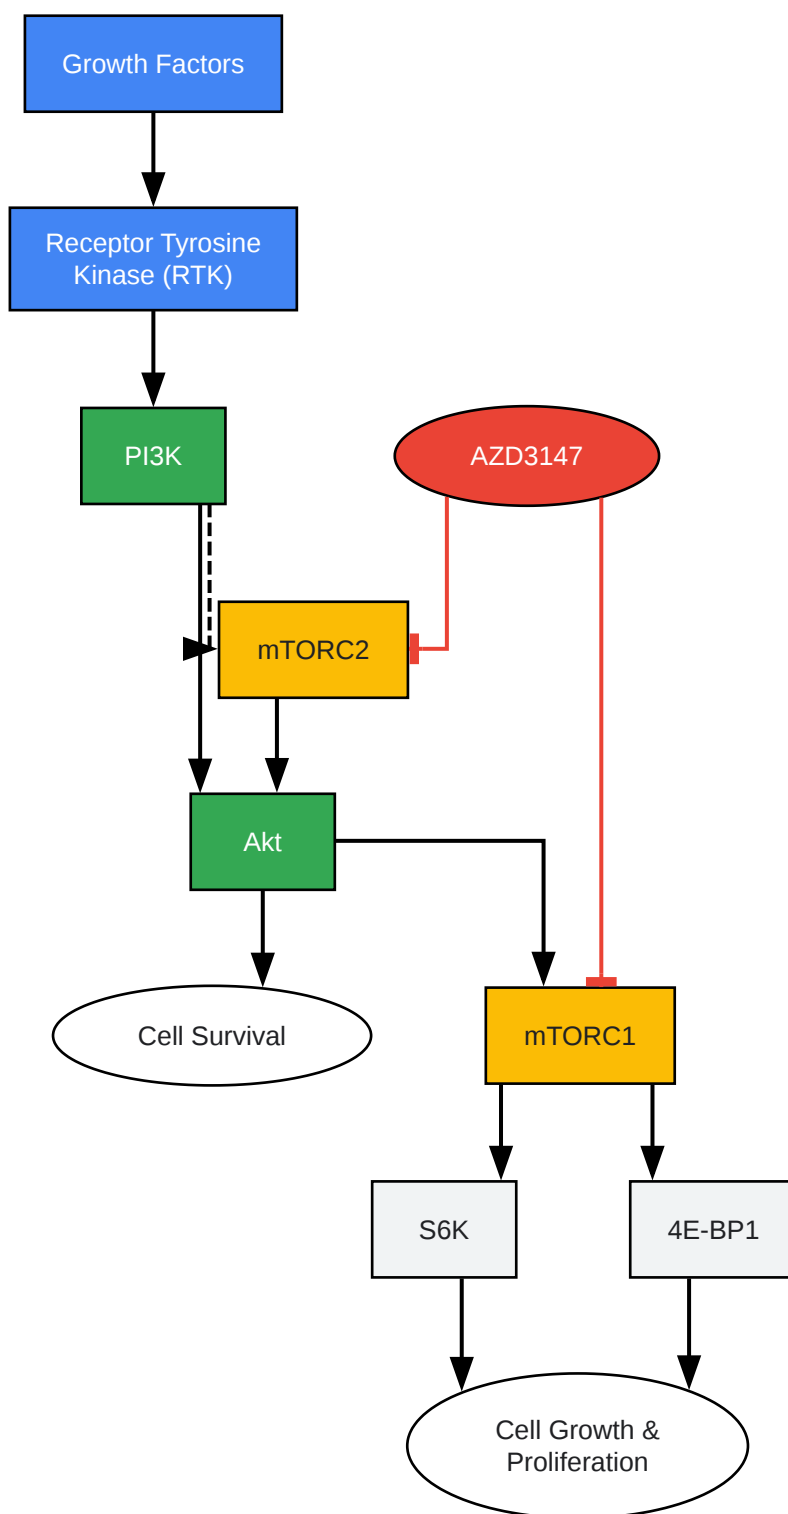 Growth Factors
Receptor Tyrosine
Kinase (RTK)
PI3K
AZD3147
mTORC2
Akt
Cell Survival
mTORC1
S6K
4E-BP1
Cell Growth &
Proliferation